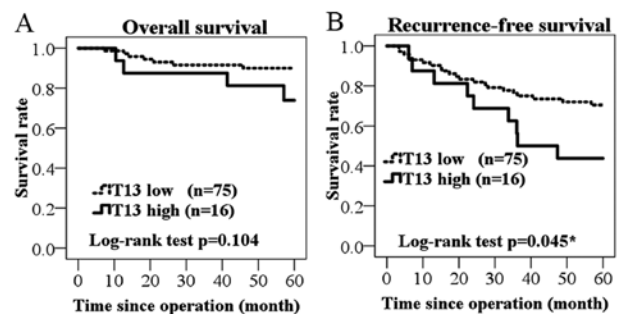 A
Overall survival
Survival rate
1.0
0.8
0.6
0.4
0.2
0.0
T13 low (n=75)
T13 high (n=16)
Log-rank test p=0.104
0 10 20 30 40 50 60
Time since operation (month)
B
Recurrence-free survival
Survaival rate
1.0
0.8
0.6
0.4
0.2
0.0
T13 low (n=75)
T13 high (n=16)
Log-rank test p=0.045*
0 10 20 30 40 50 60
Time since operation (month)